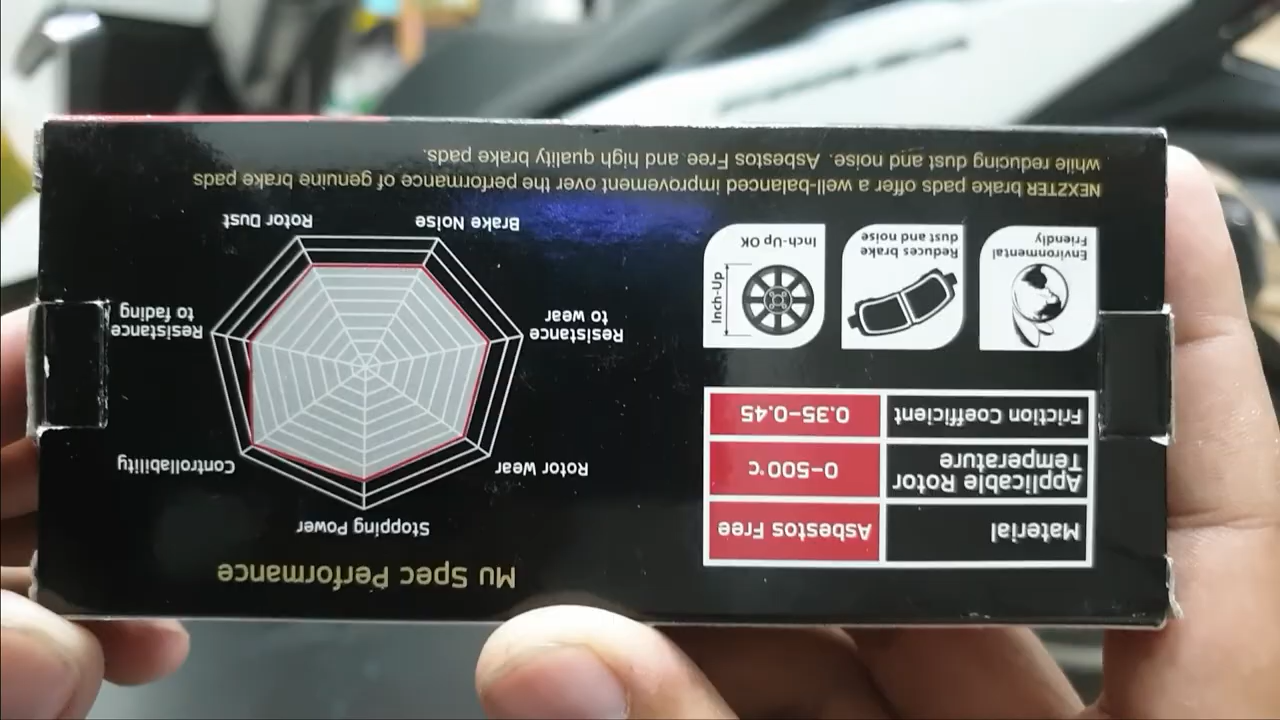 Mu Spec Performance
Stopping Power
Rotor Wear
Controllability
Resistance
to wear
Resistance
to fading
Brake Noise
Rotor Dust
Material
Asbestos Free
Applicable Rotor
Temperature
0-500°c
Friction Coefficient
0.35-0.45
Environmental
Friendly
Reduces brake
dust and noise
Inch-Up
Inch-Up OK
NEXZTER brake pads offer a well-balanced improvement over the performance of genuine brake pads
while reducing dust and noise. Asbestos Free and high quality brake pads.